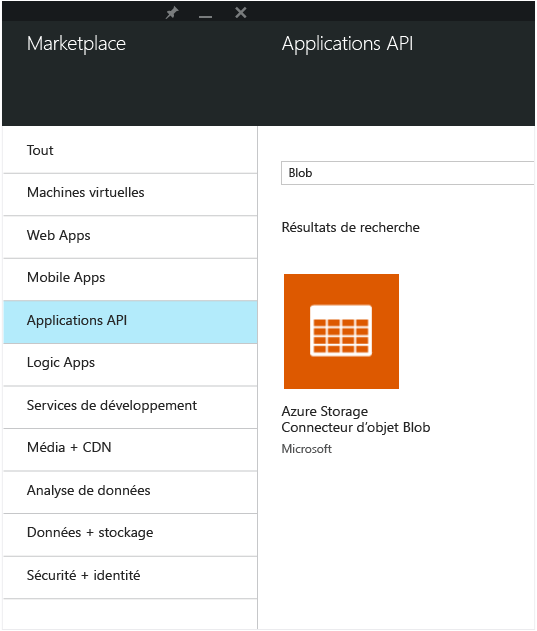 Marketplace
Applications API
Tout
Machines virtuelles
Web Apps
Mobile Apps
Applications API
Logic Apps
Services de développement
Média + CDN
Analyse de données
Données + stockage
Sécurité + identité
Blob
Résultats de recherche
Azure Storage
Connecteur d'objet Blob
Microsoft